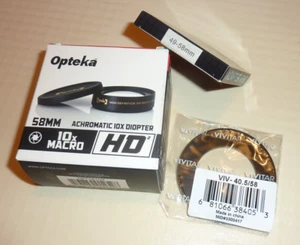 Opteka
58MM
ACHROMATIC 10X DIOPTER
10x
MACRO
HD+
49-58mm
VIVITAR
VIV- 40.5/58
6 81066 38405 3
Made in china